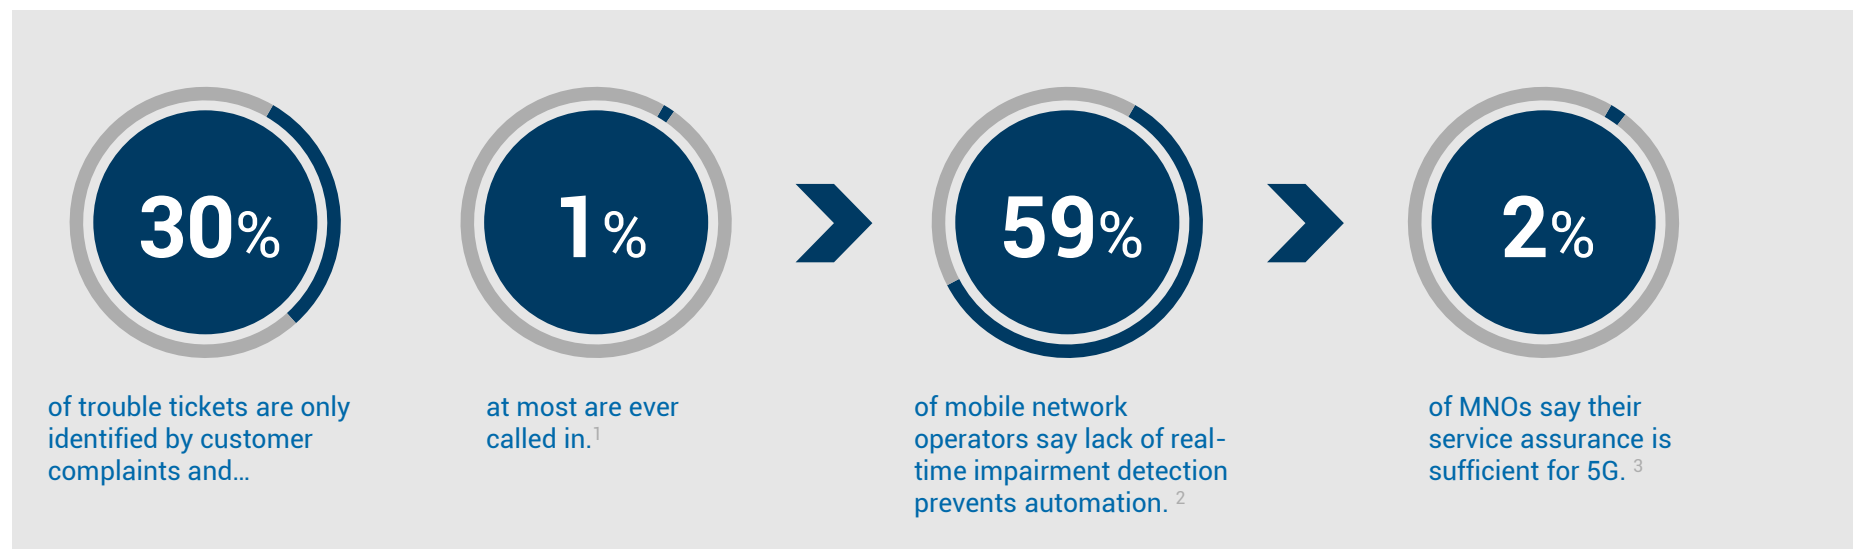 30%
of trouble tickets are only
identified by customer
complaints and...
1%
at most are ever
called in.1
59%
of mobile network
operators say lack of real-
time impairment detection
prevents automation. 2
2%
of MNOs say their
service assurance is
sufficient for 5G. 3